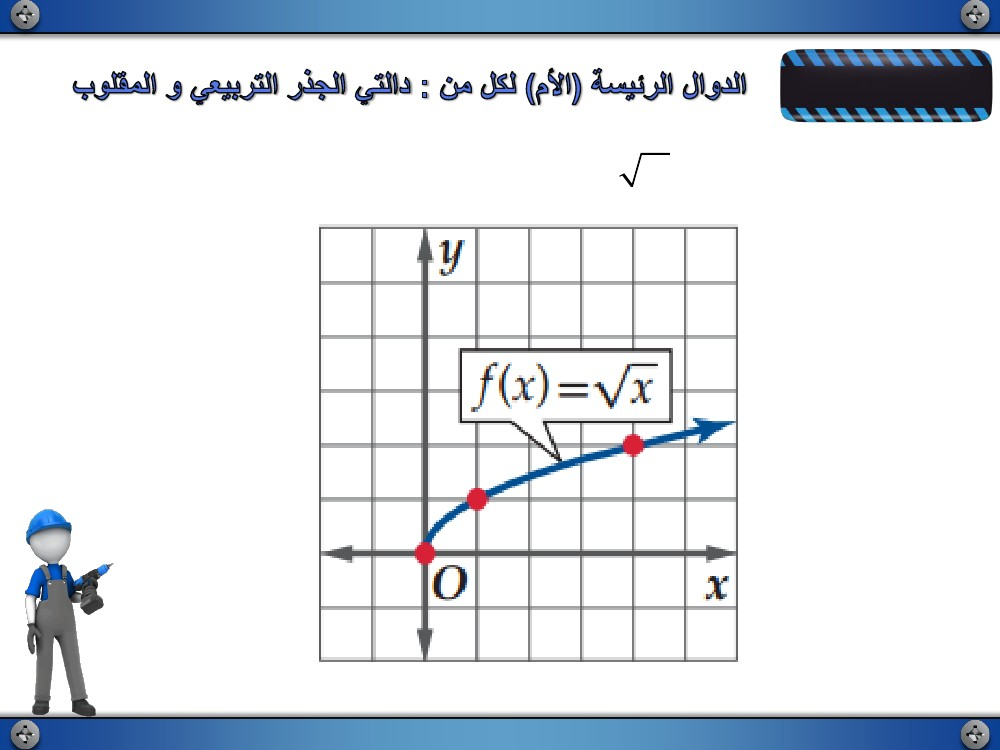 الدوال الرئيسة (الأم) لكل من : دالتي الجذر التربيعي و المقلوب
√
y
f(x)=√x
O
x